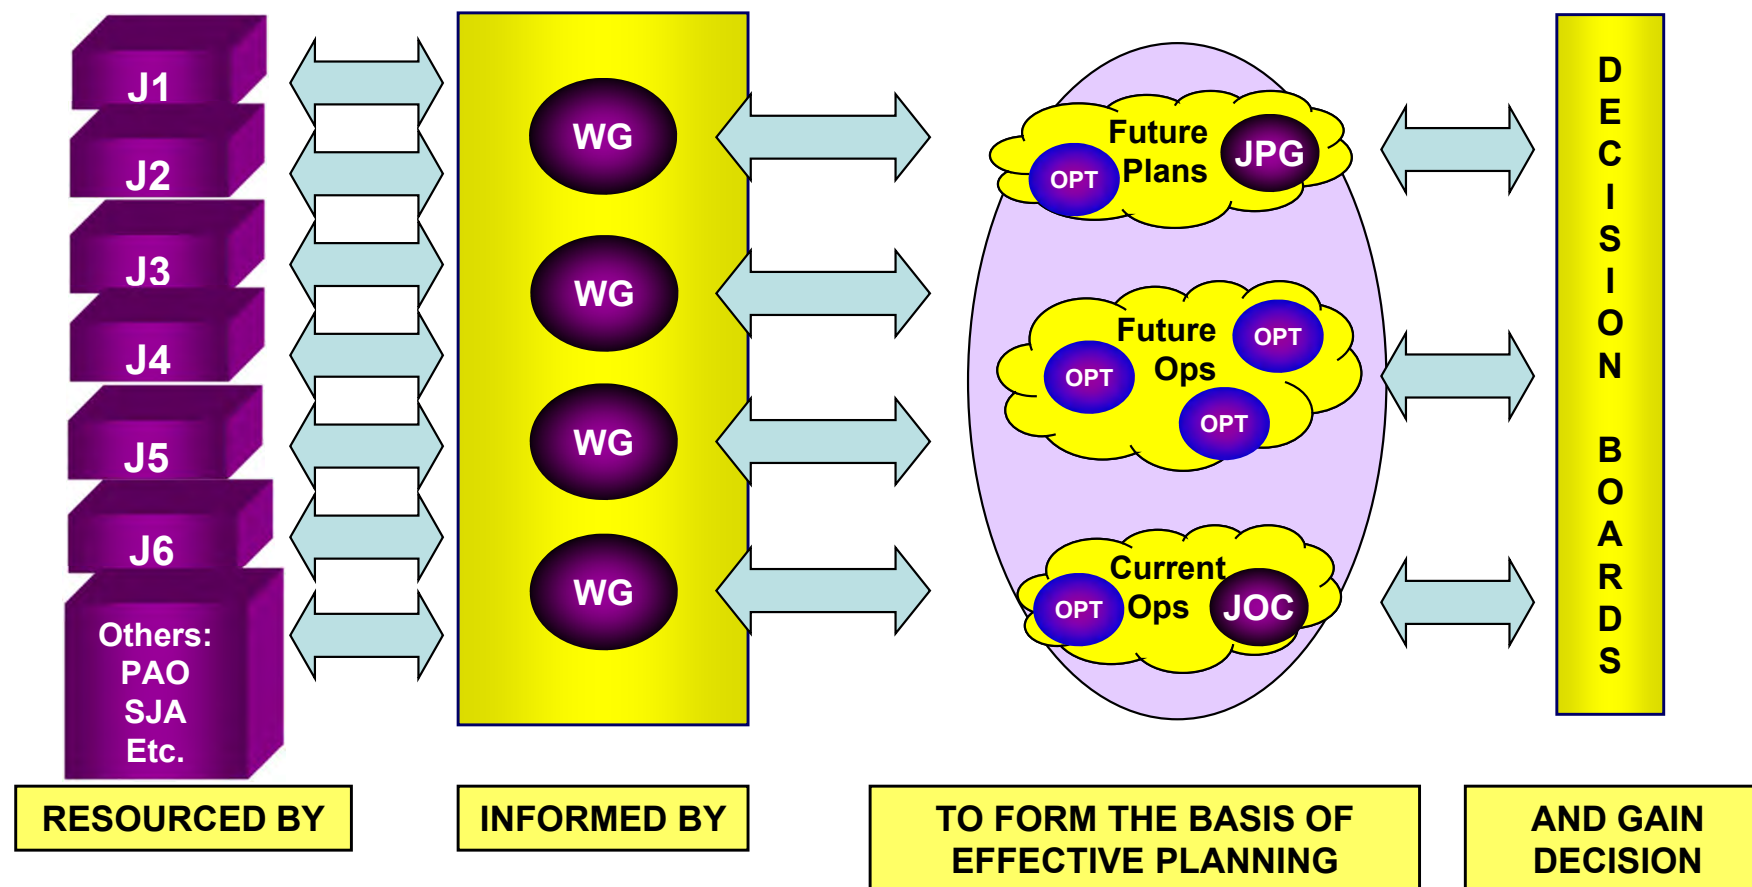 J1
J2
J3
J4
J5
J6
Others:
PAO
SJA
Etc.
RESOURCED BY
WG
WG
WG
WG
INFORMED BY
Future
Plans
OPT
JPG
Future
Ops
OPT
OPT
OPT
Current
Ops
OPT
JOC
TO FORM THE BASIS OF
EFFECTIVE PLANNING
D
E
C
I
S
I
O
N
B
O
A
R
D
S
AND GAIN
DECISION